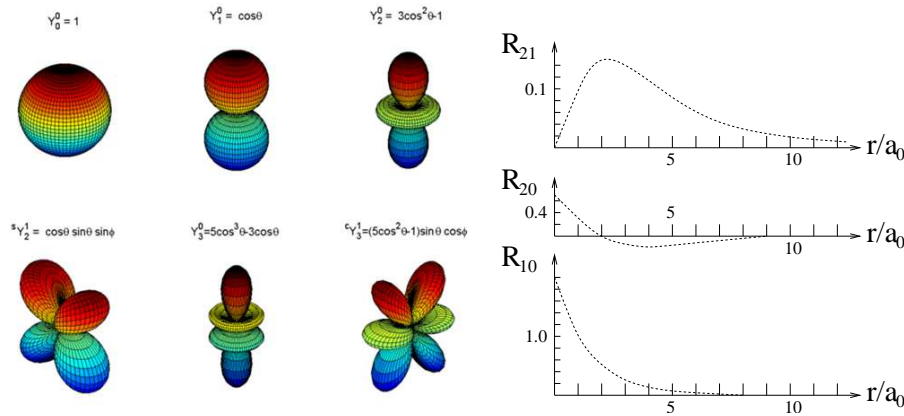 Y₀⁰ = 1
Y₁⁰ = cosθ
Y₂⁰ = 3cos²θ-1
ˢY₂¹ = cosθ sinθ sinφ
Y₃⁰=5cos³θ-3cosθ
ᶜY₃¹=(5cos²θ-1)sinθ cosφ
R₂₁
0.1
5
10
r/a₀
R₂₀
0.4
5
10
r/a₀
R₁₀
1.0
5
10
r/a₀